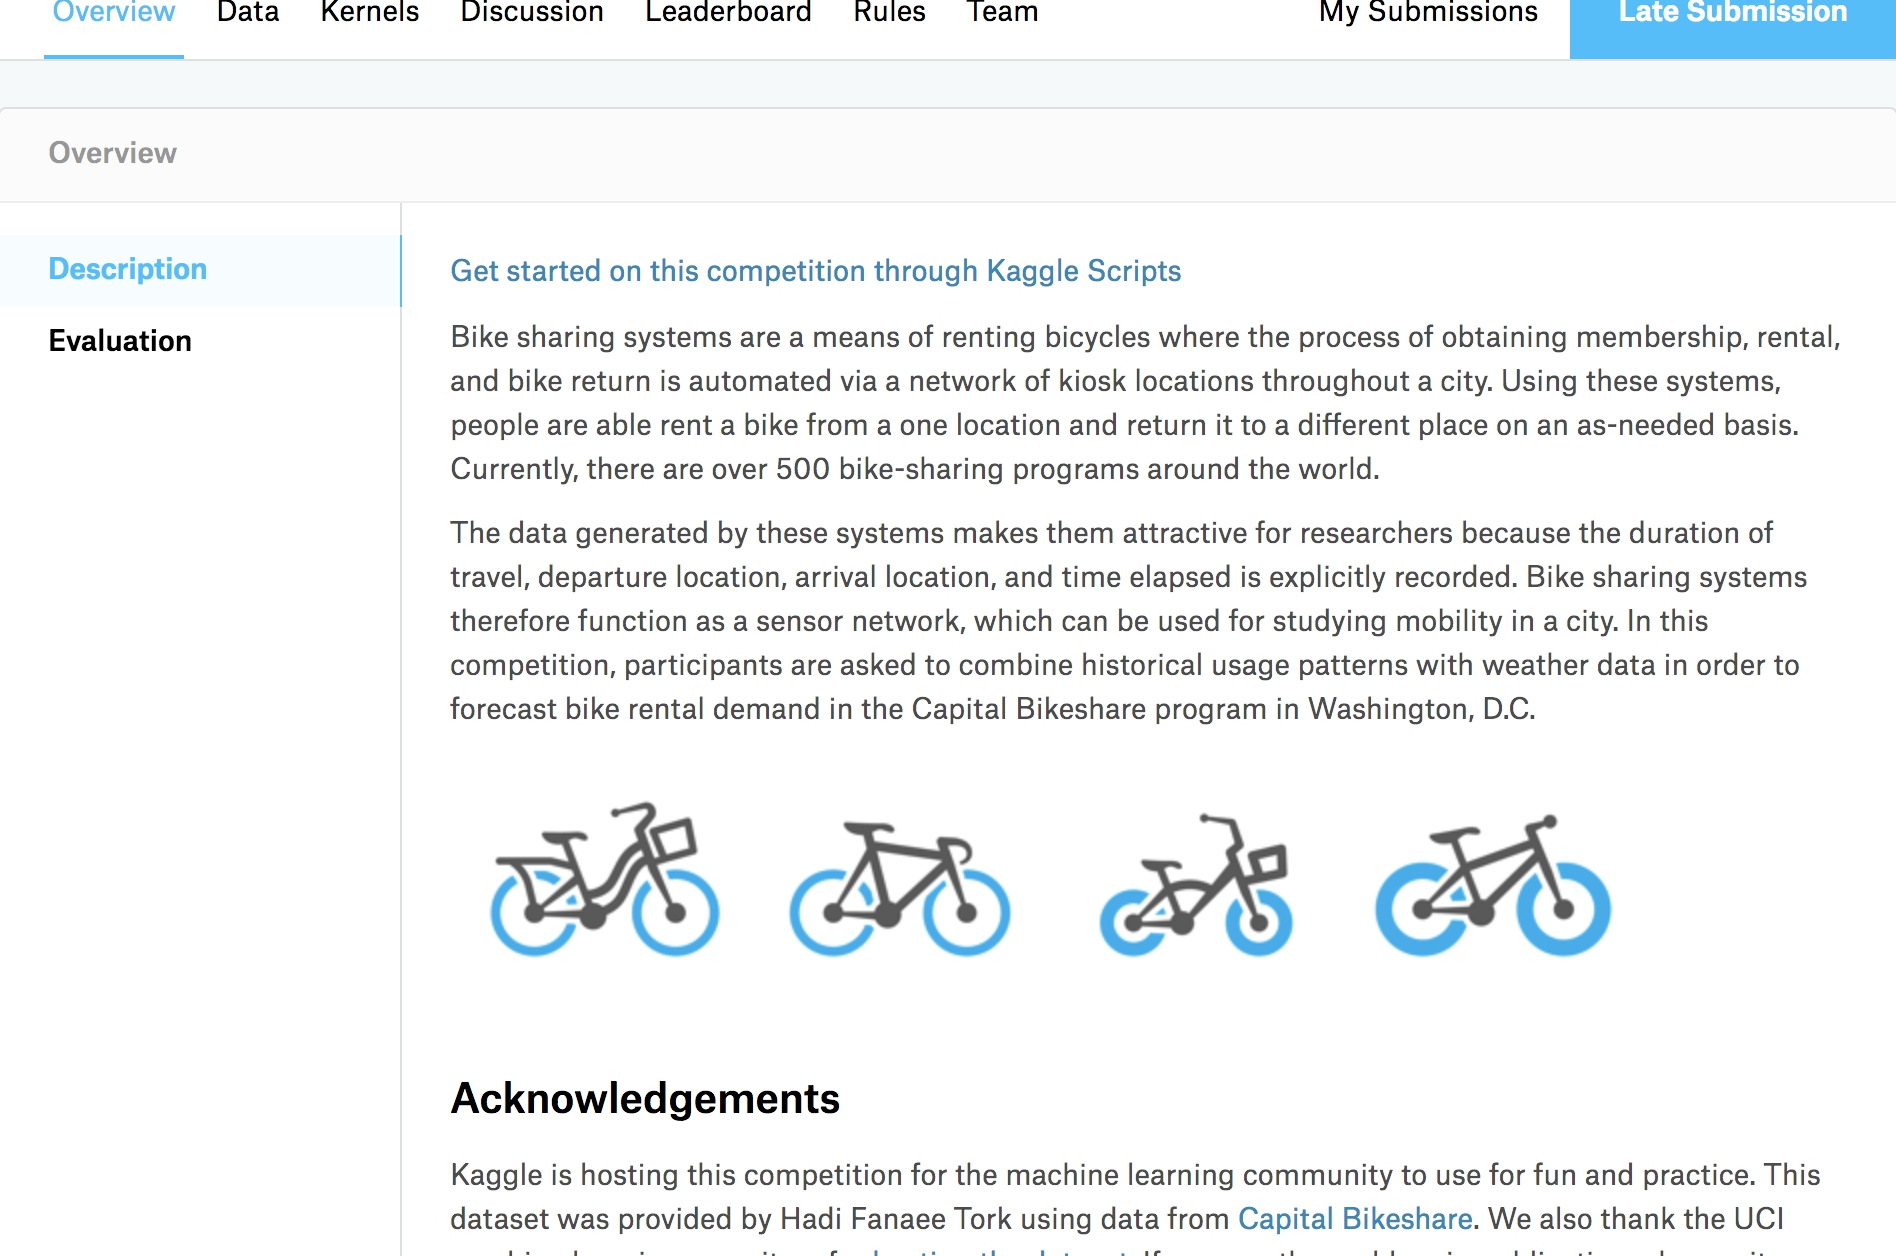 Overview Data Kernels Discussion Leaderboard Rules Team My Submissions Late Submission
Overview
Description
Evaluation
Get started on this competition through Kaggle Scripts
Bike sharing systems are a means of renting bicycles where the process of obtaining membership, rental,
and bike return is automated via a network of kiosk locations throughout a city. Using these systems,
people are able rent a bike from a one location and return it to a different place on an as-needed basis.
Currently, there are over 500 bike-sharing programs around the world.
The data generated by these systems makes them attractive for researchers because the duration of
travel, departure location, arrival location, and time elapsed is explicitly recorded. Bike sharing systems
therefore function as a sensor network, which can be used for studying mobility in a city. In this
competition, participants are asked to combine historical usage patterns with weather data in order to
forecast bike rental demand in the Capital Bikeshare program in Washington, D.C.
Acknowledgements
Kaggle is hosting this competition for the machine learning community to use for fun and practice. This
dataset was provided by Hadi Fanaee Tork using data from Capital Bikeshare. We also thank the UCI